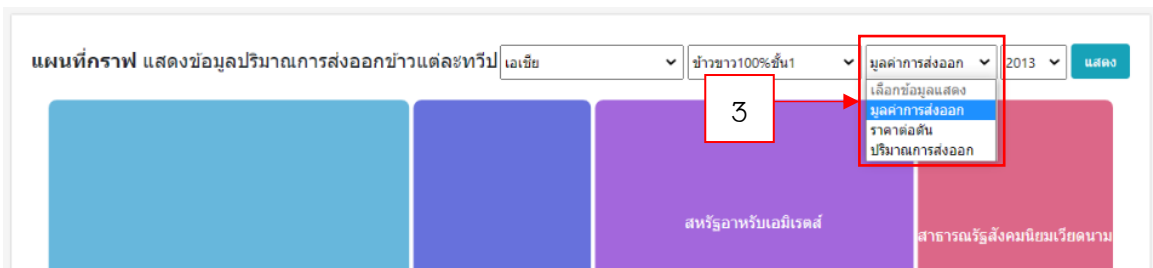 แผนที่กราฟ แสดงข้อมูลปริมาณการส่งออกข้าวแต่ละทวีป เอเชีย ข้าวขาว100%ชั้น1 มูลค่าการส่งออก 2013 แสดง
เลือกข้อมูลแสดง
มูลค่าการส่งออก
ราคาต่อตัน
ปริมาณการส่งออก
3
สหรัฐอาหรับเอมิเรตส์
สาธารณรัฐสังคมนิยมเวียดนาม